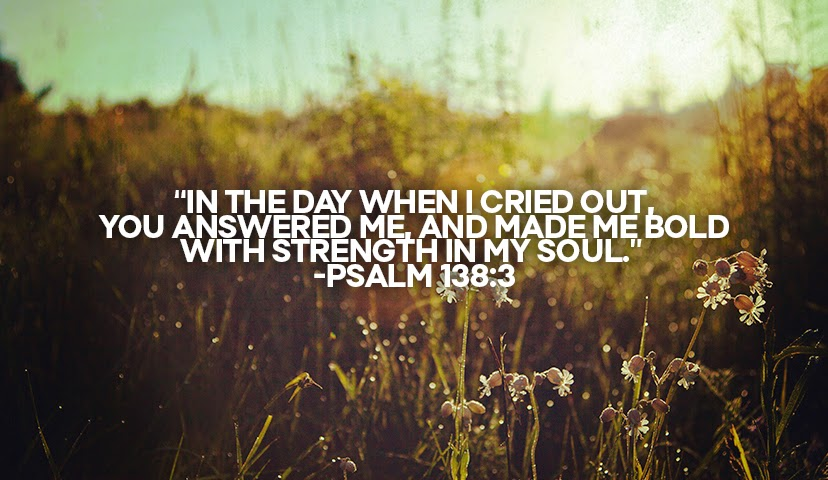 “IN THE DAY WHEN I CRIED OUT,
YOU ANSWERED ME, AND MADE ME BOLD
WITH STRENGTH IN MY SOUL."
-PSALM 138:3